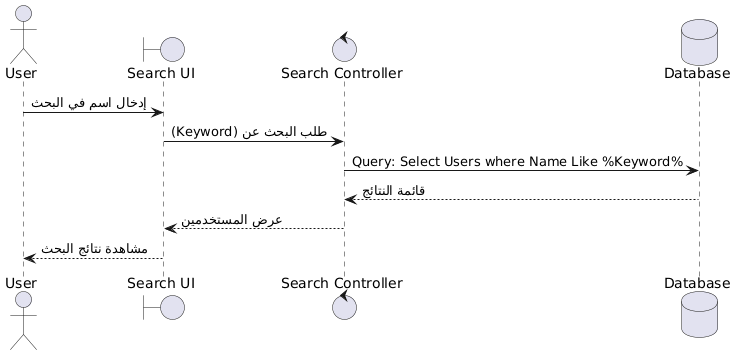 User
Search UI
Search Controller
Database
إدخال اسم في البحث
طلب البحث عن (Keyword)
Query: Select Users where Name Like %Keyword%
قائمة النتائج
عرض المستخدمين
مشاهدة نتائج البحث
User
Search UI
Search Controller
Database